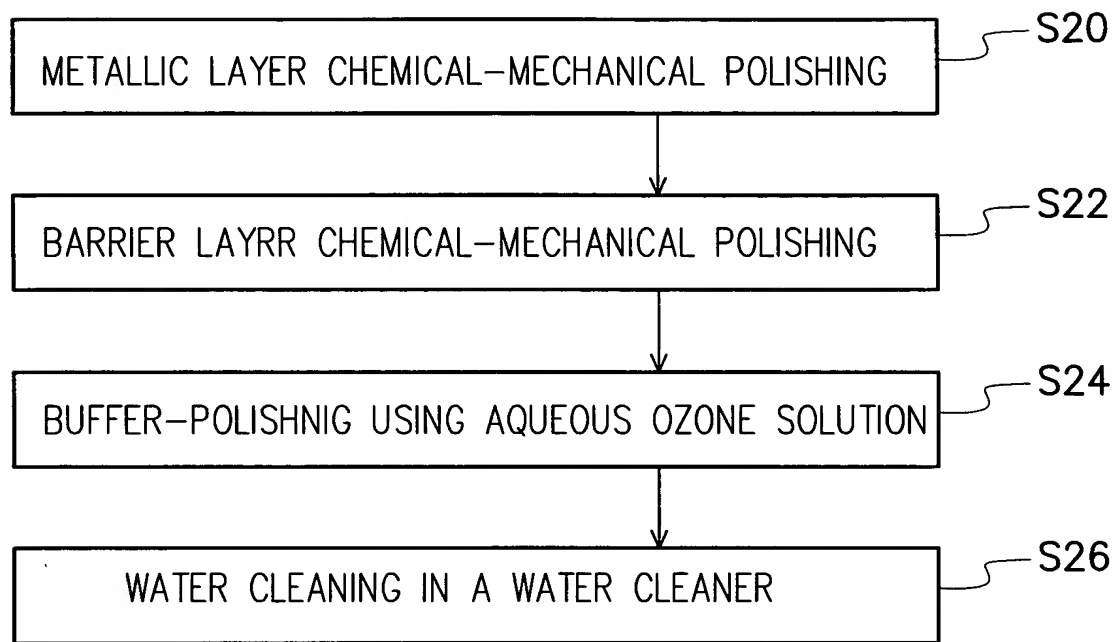 METALLIC LAYER CHEMICAL-MECHANICAL POLISHING
S20
BARRIER LAYRR CHEMICAL-MECHANICAL POLISHING
S22
BUFFER-POLISHNIG USING AQUEOUS OZONE SOLUTION
S24
WATER CLEANING IN A WATER CLEANER
S26